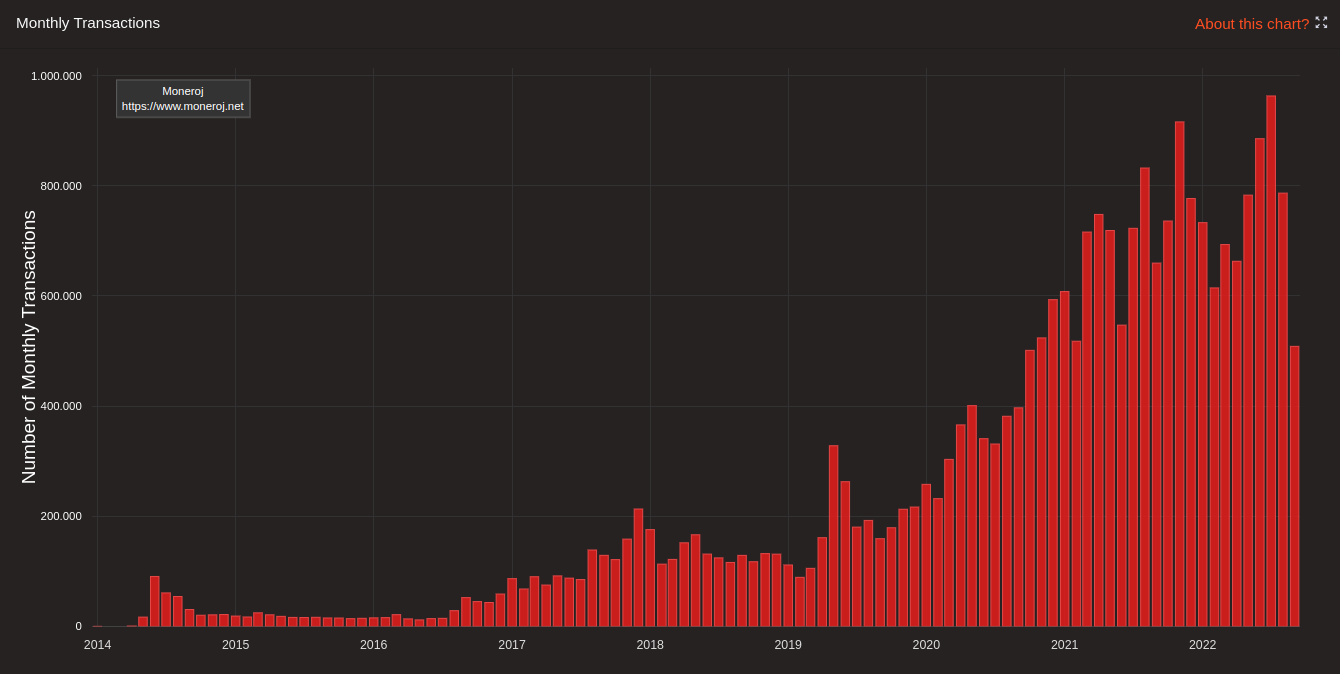 Monthly Transactions
About this chart?
Moneroj
https://www.moneroj.net
Number of Monthly Transactions
1.000.000
800.000
600.000
400.000
200.000
0
2014 2015 2016 2017 2018 2019 2020 2021 2022